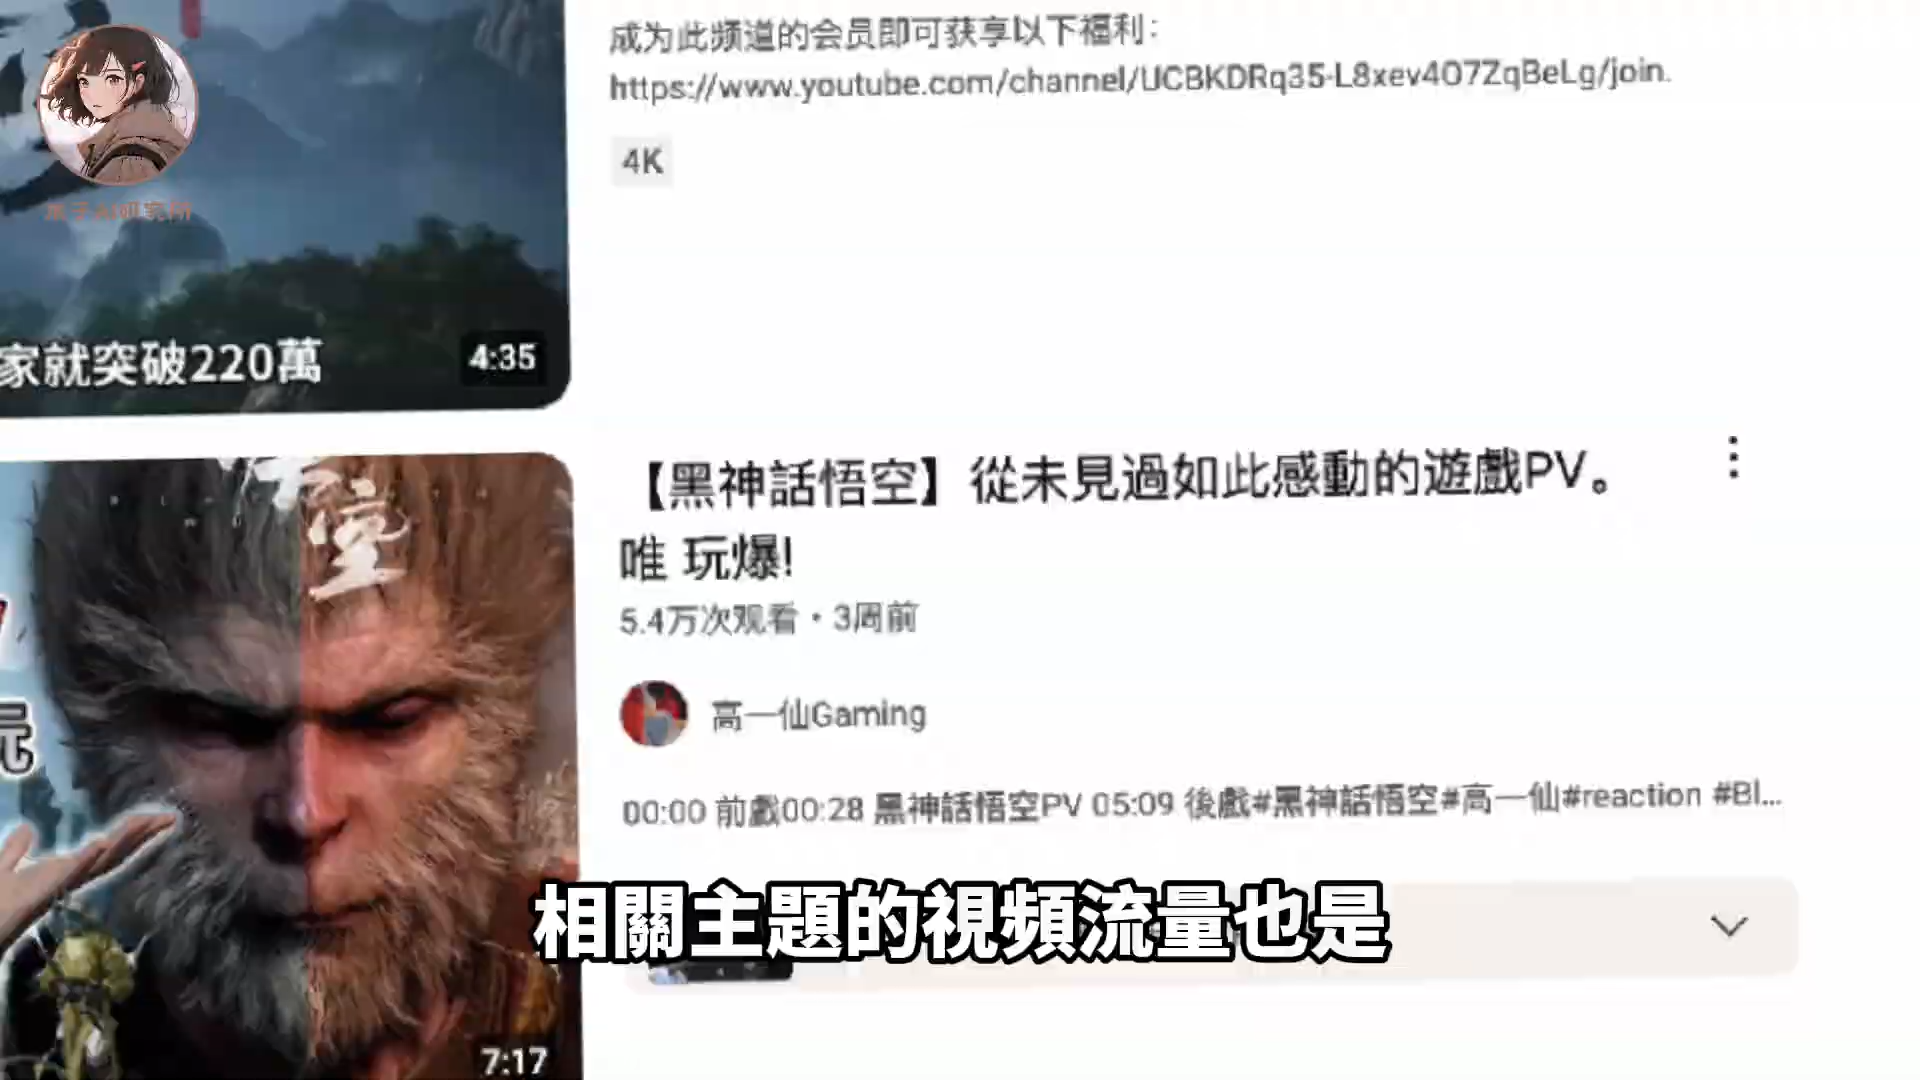 成为此频道的会员即可获享以下福利：
https://www.youtube.com/channel/UCBKDRq35-L8xev4O7ZqBeLg/join.
4K
家就突破220萬
4:35
【黑神話悟空】從未見過如此感動的遊戲PV。
唯 玩爆!
5.4万次观看・3周前
高一仙Gaming
00:00 前戲00:28 黑神話悟空PV 05:09 後戲#黑神話悟空#高一仙#reaction #Bl...
空
玩
相關主題的視頻流量也是
7:17